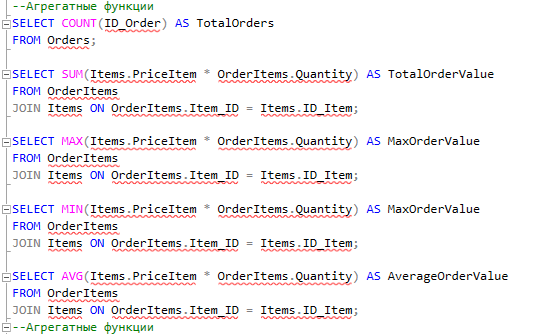 --Агрегатные функции
SELECT COUNT(ID_Order) AS TotalOrders
FROM Orders;
SELECT SUM(Items.PriceItem * OrderItems.Quantity) AS TotalOrderValue
FROM OrderItems
JOIN Items ON OrderItems.Item_ID = Items.ID_Item;
SELECT MAX(Items.PriceItem * OrderItems.Quantity) AS MaxOrderValue
FROM OrderItems
JOIN Items ON OrderItems.Item_ID = Items.ID_Item;
SELECT MIN(Items.PriceItem * OrderItems.Quantity) AS MaxOrderValue
FROM OrderItems
JOIN Items ON OrderItems.Item_ID = Items.ID_Item;
SELECT AVG(Items.PriceItem * OrderItems.Quantity) AS AverageOrderValue
FROM OrderItems
JOIN Items ON OrderItems.Item_ID = Items.ID_Item;
--Агрегатные функции